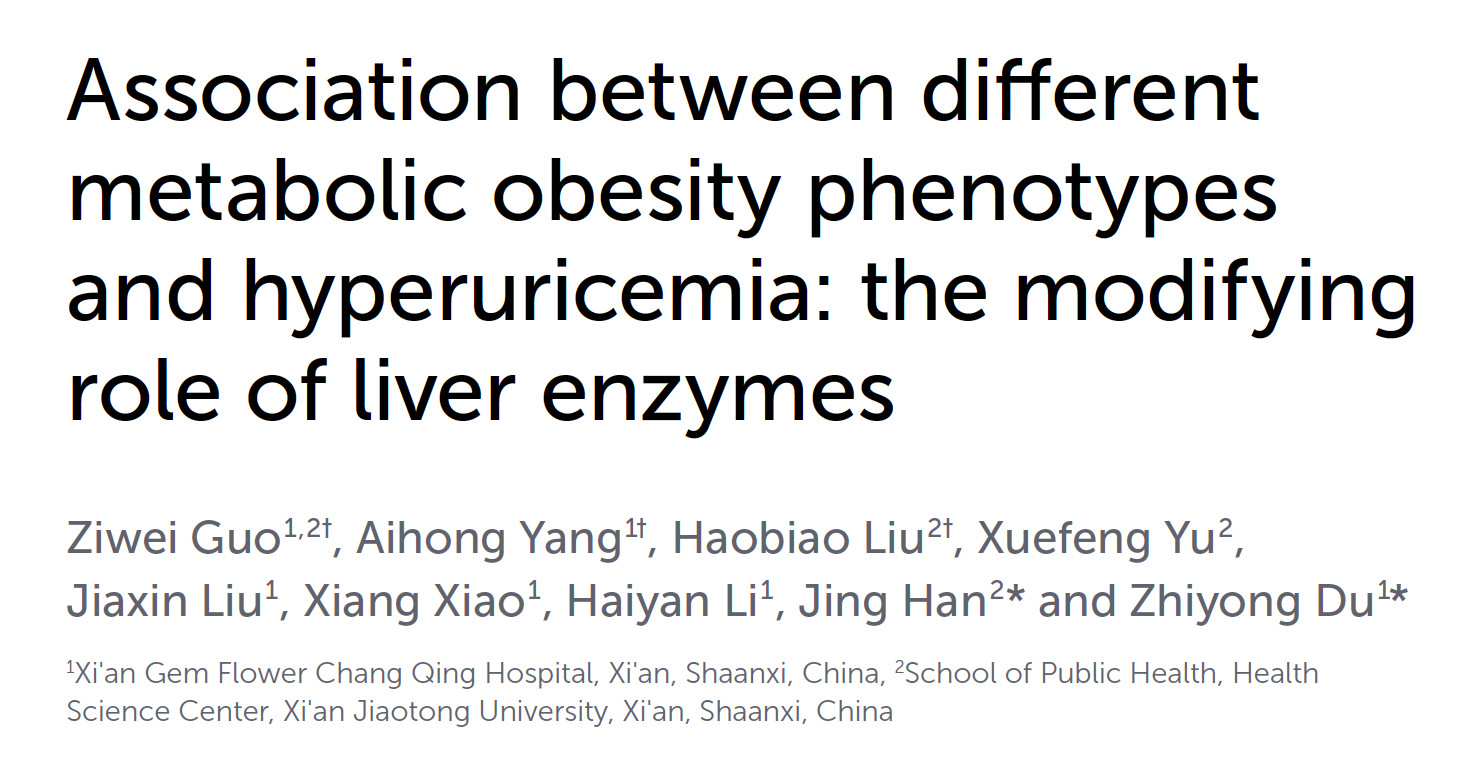 Association between different
metabolic obesity phenotypes
and hyperuricemia: the modifying
role of liver enzymes
Ziwei Guo1,2†, Aihong Yang1†, Haobiao Liu2†, Xuefeng Yu2,
Jiaxin Liu1, Xiang Xiao1, Haiyan Li1, Jing Han2* and Zhiyong Du1*
1Xi'an Gem Flower Chang Qing Hospital, Xi'an, Shaanxi, China, 2School of Public Health, Health
Science Center, Xi'an Jiaotong University, Xi'an, Shaanxi, China